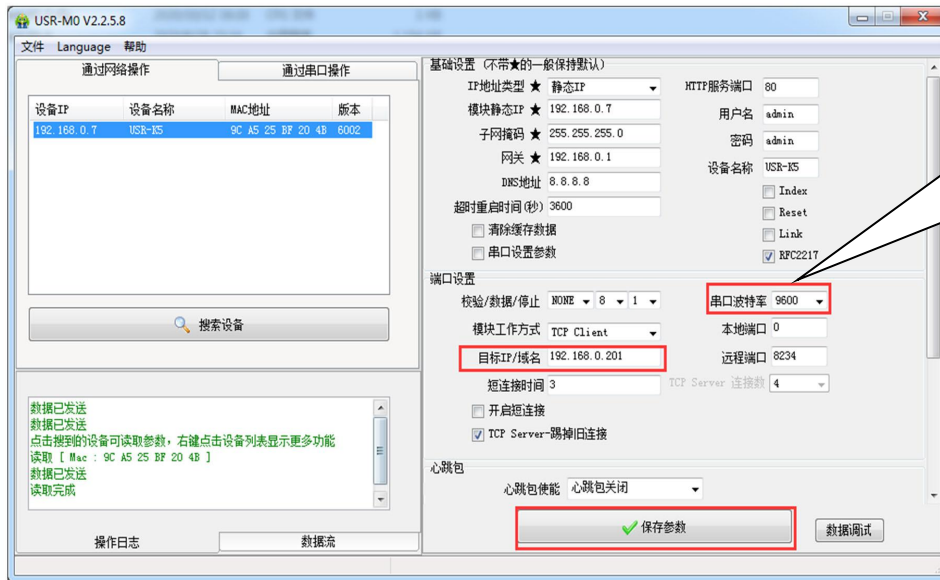 USR-M0 V2.2.5.8
文件 Language 帮助
通过网络操作 通过串口操作
设备IP 设备名称 MAC地址 版本
192.168.0.7 USR-K5 9C A5 25 BF 20 4B 6002
搜索设备
数据已发送
数据已发送
点击搜到的设备可读取参数，右键点击设备列表显示更多功能
读取 [ Mac : 9C A5 25 BF 20 4B ]
数据已发送
读取完成
操作日志 数据流
基础设置 (不带★的一般保持默认)
IP地址类型 ★ 静态IP
模块静态IP ★ 192.168.0.7
子网掩码 ★ 255.255.255.0
网关 ★ 192.168.0.1
DNS地址 8.8.8.8
超时重启时间(秒) 3600
清除缓存数据
串口设置参数
HTTP服务端口 80
用户名 admin
密码 admin
设备名称 USR-K5
Index
Reset
Link
RFC2217
端口设置
校验/数据/停止 NONE 8 1
串口波特率 9600
模块工作方式 TCP Client
本地端口 0
目标IP/域名 192.168.0.201
远程端口 8234
短连接时间 3
TCP Server 连接数 4
开启短连接
TCP Server-踢掉旧连接
心跳包
心跳包使能 心跳包关闭
保存参数
数据调试